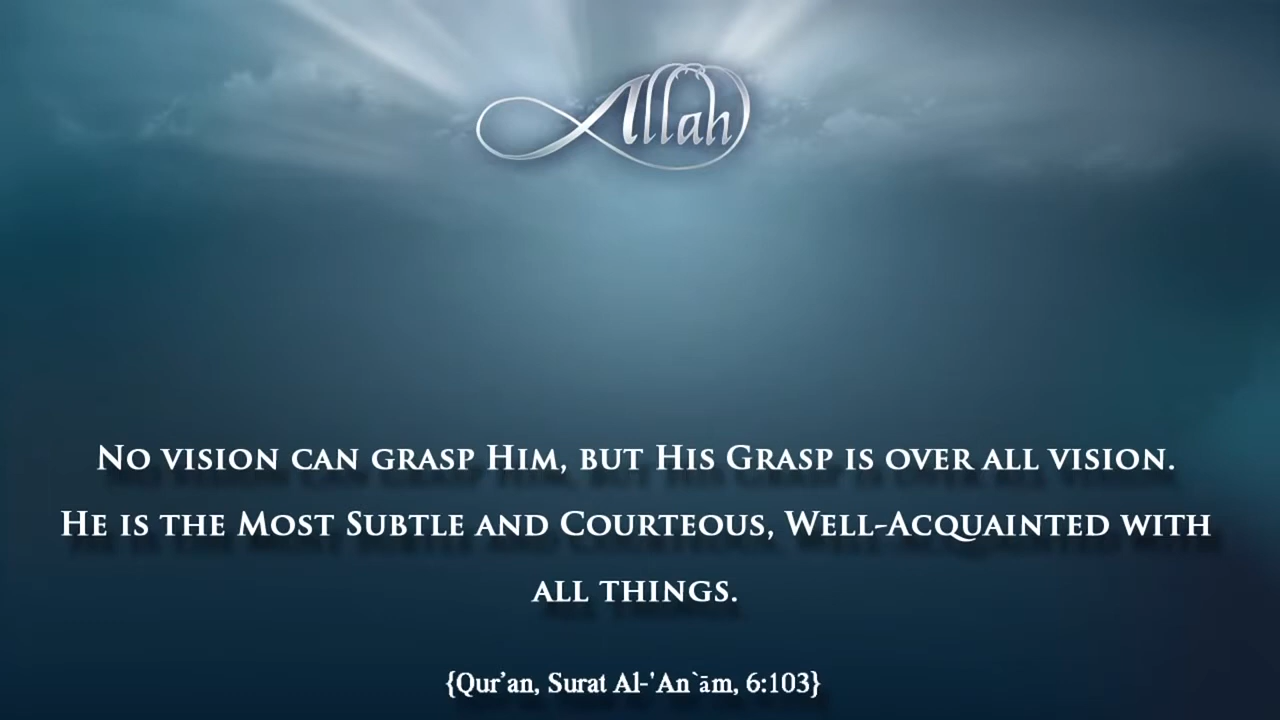 Allah
No vision can grasp Him, but His Grasp is over all vision.
He is the Most Subtle and Courteous, Well-Acquainted with
all things.
{Qur’an, Surat Al-'An`ām, 6:103}